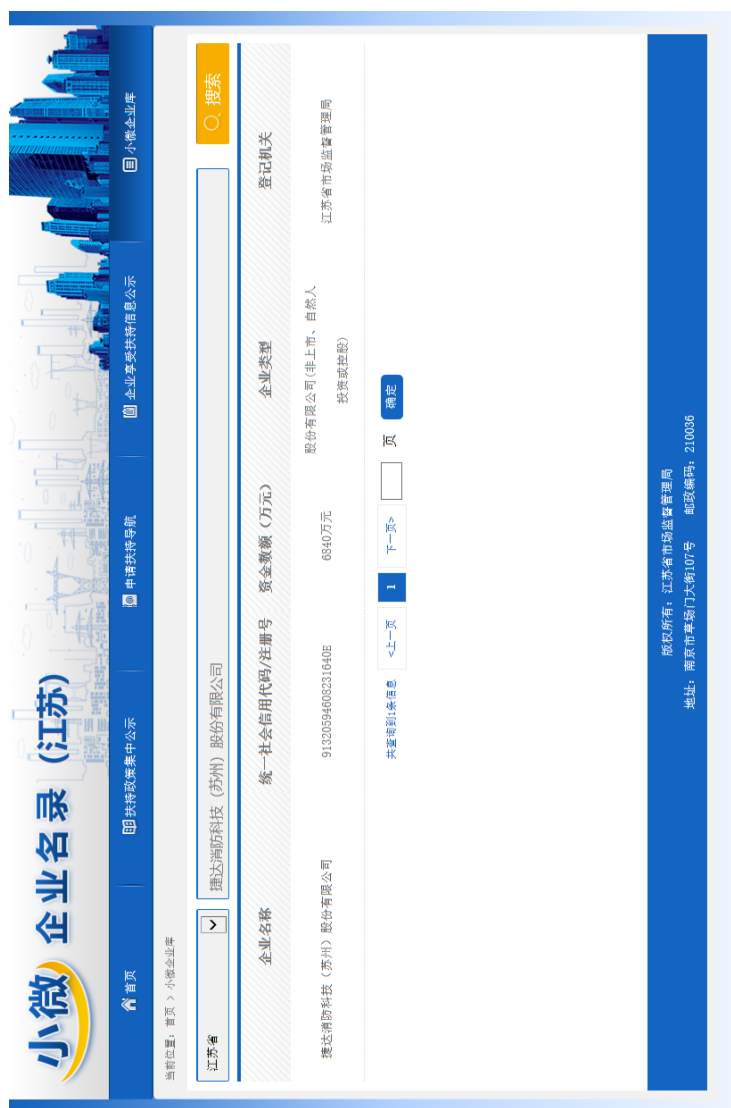 小微企业名录（江苏）
首页
扶持政策集中公示
申请扶持导航
企业享受扶持信息公示
小微企业库
当前位置: 首页 > 小微企业库
江苏省
捷达消防科技（苏州）股份有限公司
搜索
企业名称 统一社会信用代码/注册号 资金数额（万元） 企业类型 登记机关
捷达消防科技（苏州）股份有限公司 91320594608231640E 6840万元 股份有限公司(非上市、自然人投资或控股) 江苏省市场监督管理局
共查询到1条信息 <上一页 1 下一页> 页 确定
版权所有: 江苏省市场监督管理局
地址: 南京市草场门大街107号 邮政编码: 210036